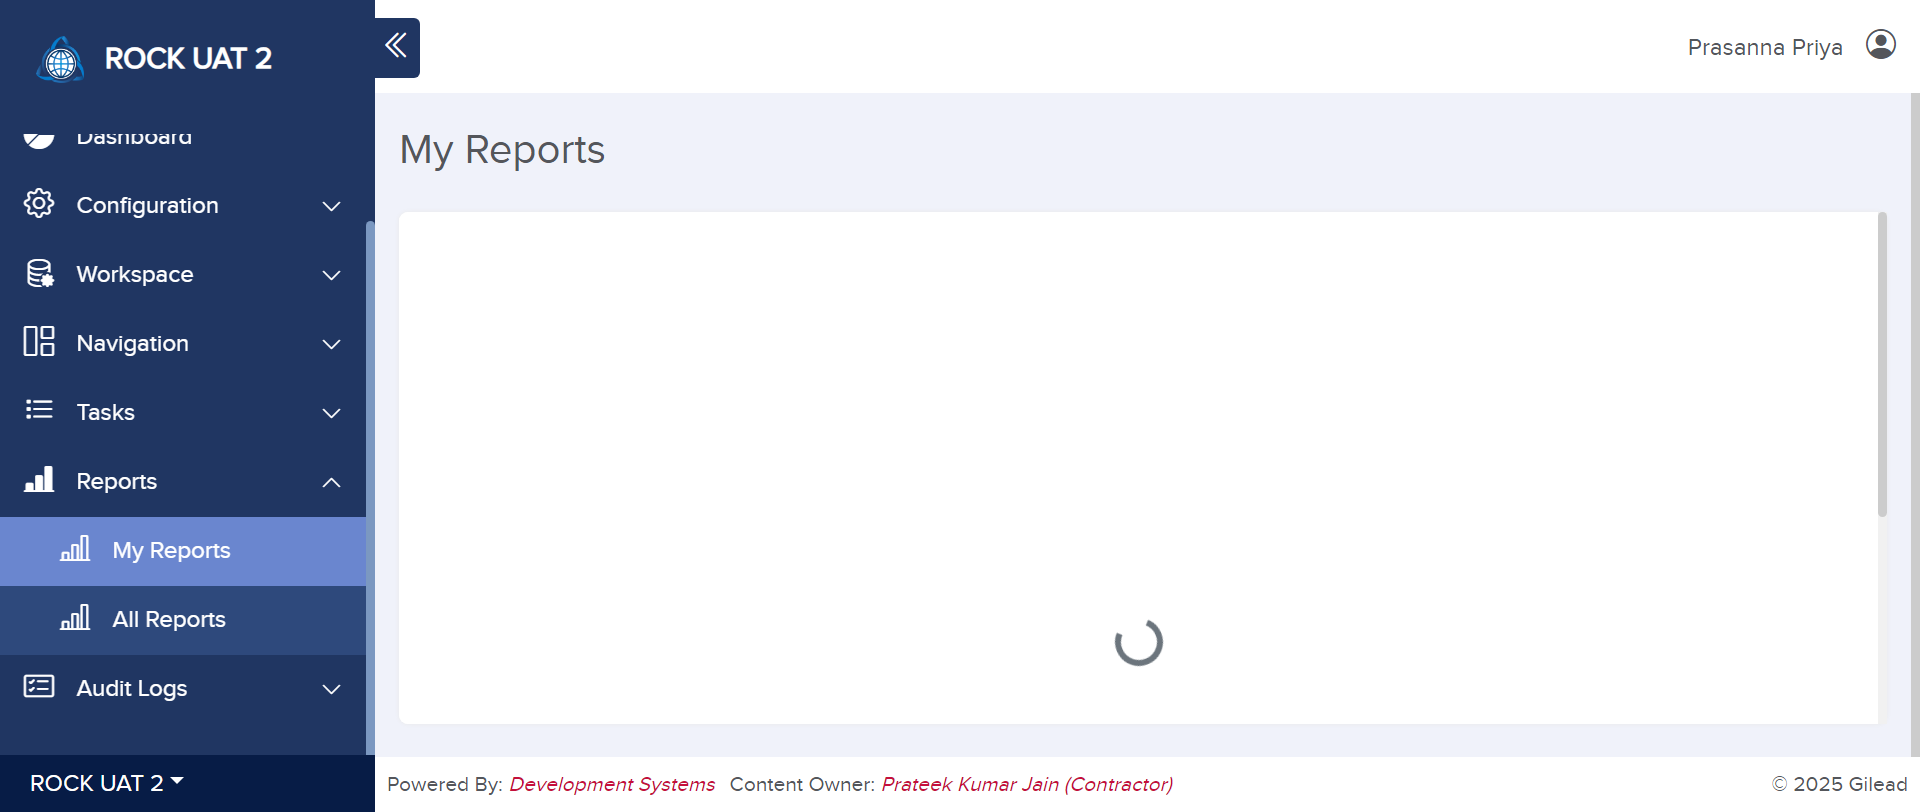 ROCK UAT 2
Prasanna Priya
Dashboard
Configuration
Workspace
Navigation
Tasks
Reports
My Reports
All Reports
Audit Logs
ROCK UAT 2
My Reports
Powered By: Development Systems Content Owner: Prateek Kumar Jain (Contractor)
© 2025 Gilead